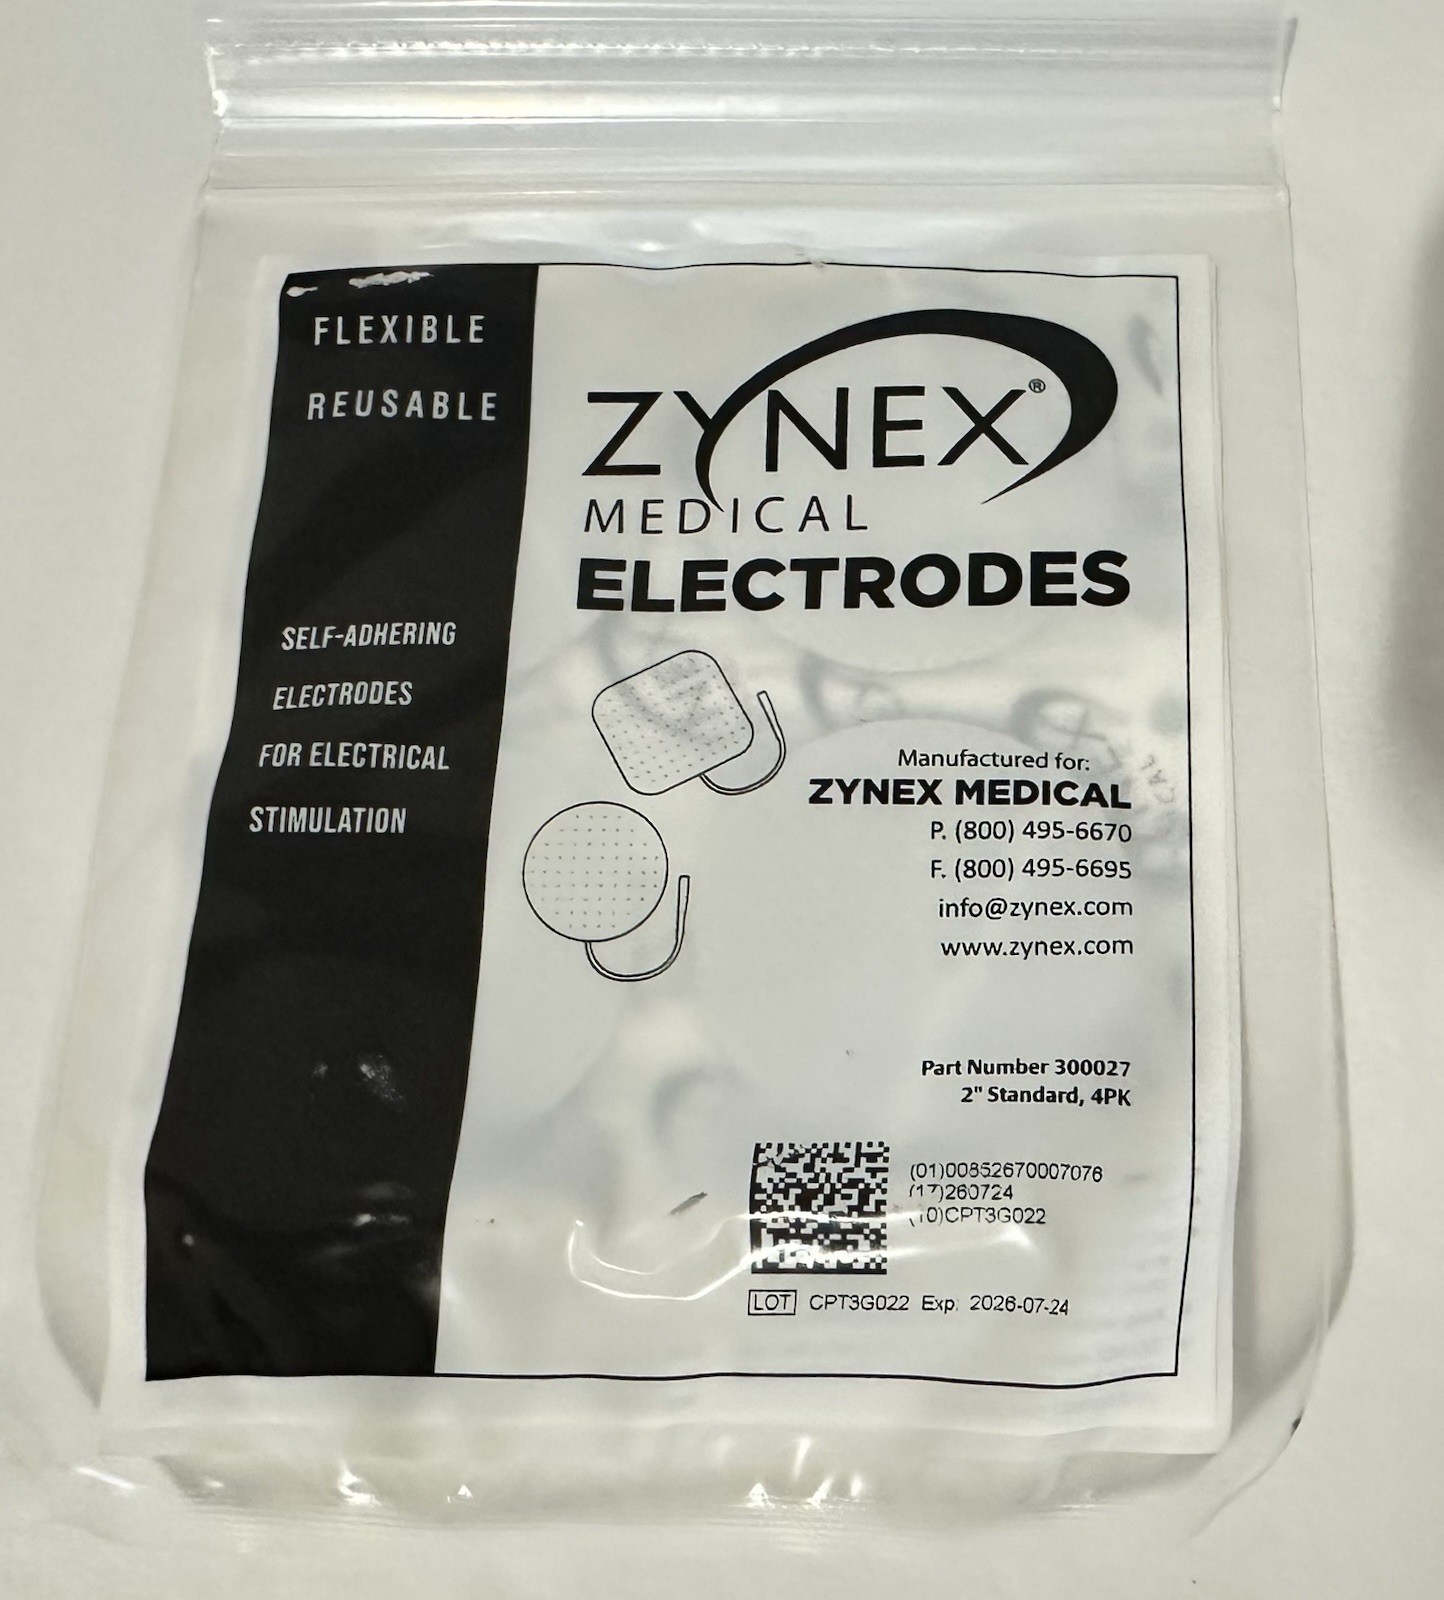 FLEXIBLE
REUSABLE
SELF-ADHERING
ELECTRODES
FOR ELECTRICAL
STIMULATION
ZYNEX®
MEDICAL
ELECTRODES
Manufactured for:
ZYNEX MEDICAL
P. (800) 495-6670
F. (800) 495-6695
info@zynex.com
www.zynex.com
Part Number 300027
2" Standard, 4PK
(01)00852670007076
(17)260724
(10)CPT3G022
LOT CPT3G022 Exp: 2026-07-24